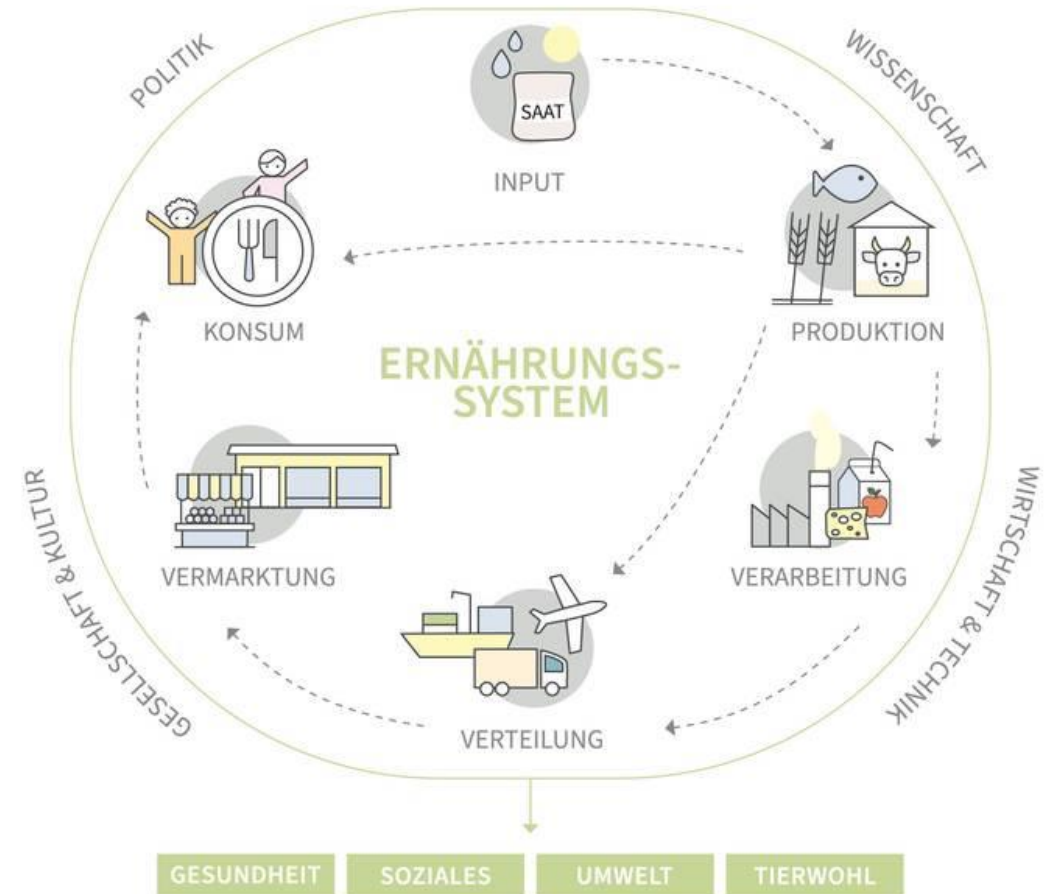 POLITIK
WISSENSCHAFT
SAAT
INPUT
KONSUM
PRODUKTION
ERNÄHRUNGS-
SYSTEM
VERMARKTUNG
VERARBEITUNG
GESELLSCHAFT & KULTUR
WIRTSCHAFT & TECHNIK
VERTEILUNG
GESUNDHEIT
SOZIALES
UMWELT
TIERWOHL